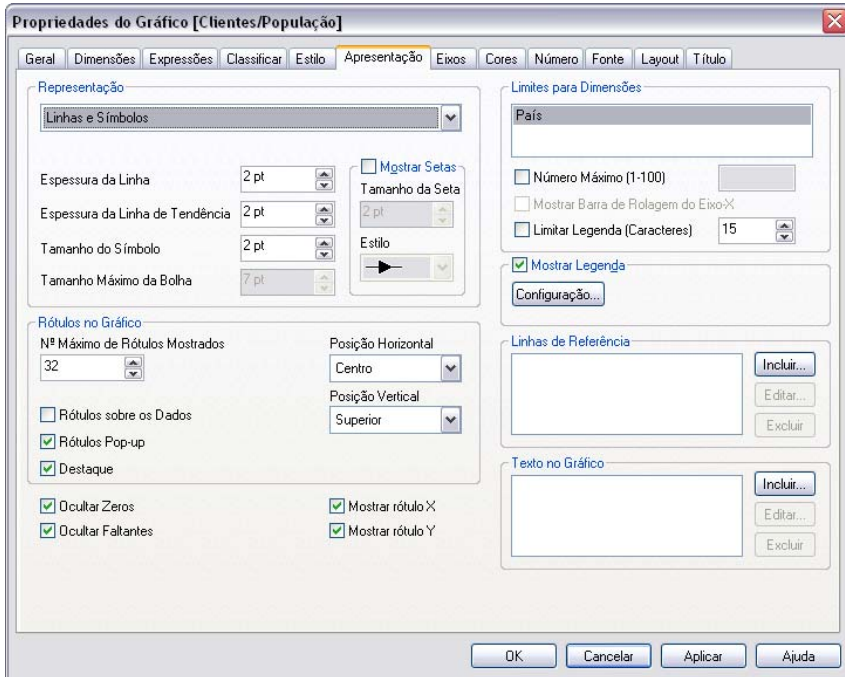 Propriedades do Gráfico [Clientes/População]
Geral Dimensões Expressões Classificar Estilo Apresentação Eixos Cores Número Fonte Layout Título
Representação
Linhas e Símbolos
Espessura da Linha 2 pt
Espessura da Linha de Tendência 2 pt
Tamanho do Símbolo 2 pt
Tamanho Máximo da Bolha 7 pt
Mostrar Setas
Tamanho da Seta
2 pt
Estilo
Rótulos no Gráfico
Nº Máximo de Rótulos Mostrados
32
Posição Horizontal
Centro
Posição Vertical
Superior
Rótulos sobre os Dados
Rótulos Pop-up
Destaque
Ocultar Zeros
Ocultar Faltantes
Mostrar rótulo X
Mostrar rótulo Y
Limites para Dimensões
País
Número Máximo (1-100)
Mostrar Barra de Rolagem do Eixo-X
Limitar Legenda (Caracteres) 15
Mostrar Legenda
Configuração...
Linhas de Referência
Incluir...
Editar...
Excluir
Texto no Gráfico
Incluir...
Editar...
Excluir
OK Cancelar Aplicar Ajuda